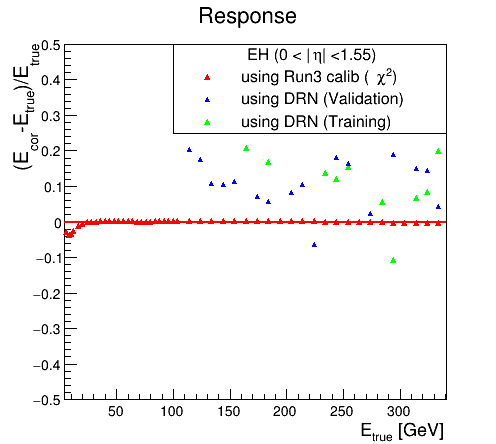 Response
(E_cor -E_true)/E_true
EH (0 < |η| <1.55)
using Run3 calib ( χ²)
using DRN (Validation)
using DRN (Training)
0.5
0.4
0.3
0.2
0.1
0
−0.1
−0.2
−0.3
−0.4
−0.5
50 100 150 200 250 300
E_true [GeV]